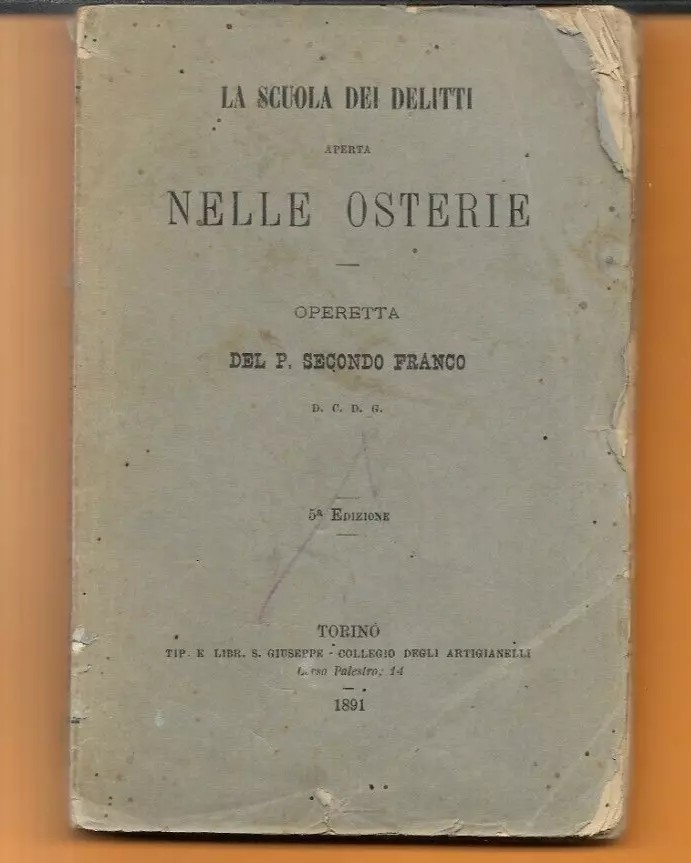 LA SCUOLA DEI DELITTI
APERTA
NELLE OSTERIE
OPERETTA
DEL P. SECONDO FRANCO
D. C. D. G.
5ª EDIZIONE
TORINO
TIP. E LIBR. S. GIUSEPPE - COLLEGIO DEGLI ARTIGIANELLI
Corso Palestro, 14
1891